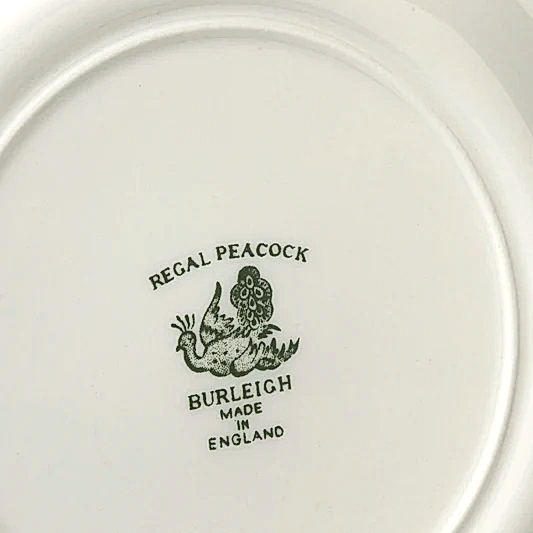 REGAL PEACOCK
BURLEIGH
MADE
IN
ENGLAND